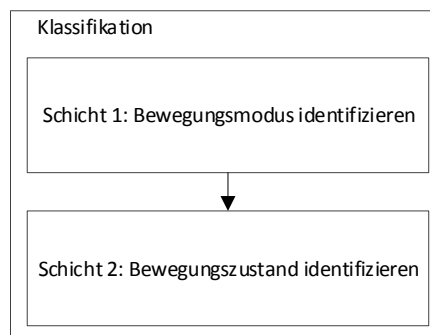 Klassifikation
Schicht 1: Bewegungsmodus identifizieren
Schicht 2: Bewegungszustand identifizieren